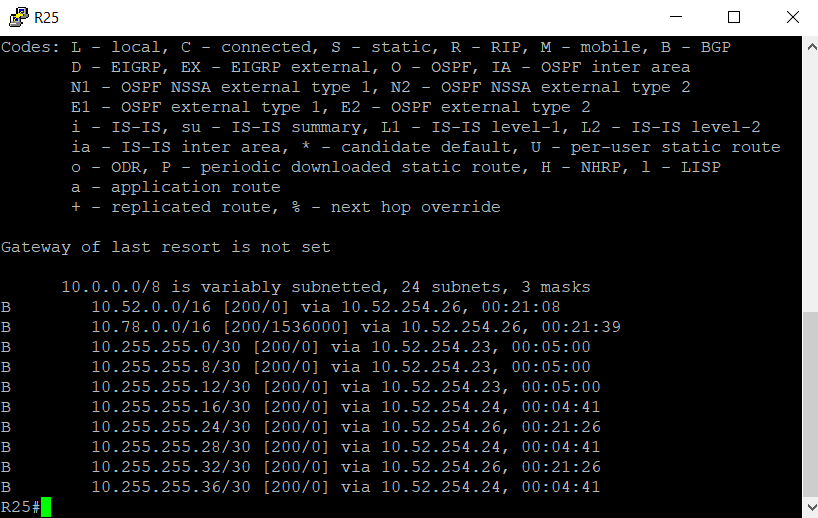 R25
Codes: L - local, C - connected, S - static, R - RIP, M - mobile, B - BGP
       D - EIGRP, EX - EIGRP external, O - OSPF, IA - OSPF inter area
       N1 - OSPF NSSA external type 1, N2 - OSPF NSSA external type 2
       E1 - OSPF external type 1, E2 - OSPF external type 2
       i - IS-IS, su - IS-IS summary, L1 - IS-IS level-1, L2 - IS-IS level-2
       ia - IS-IS inter area, * - candidate default, U - per-user static route
       o - ODR, P - periodic downloaded static route, H - NHRP, l - LISP
       a - application route
       + - replicated route, % - next hop override

Gateway of last resort is not set

      10.0.0.0/8 is variably subnetted, 24 subnets, 3 masks
B        10.52.0.0/16 [200/0] via 10.52.254.26, 00:21:08
B        10.78.0.0/16 [200/1536000] via 10.52.254.26, 00:21:39
B        10.255.255.0/30 [200/0] via 10.52.254.23, 00:05:00
B        10.255.255.8/30 [200/0] via 10.52.254.23, 00:05:00
B        10.255.255.12/30 [200/0] via 10.52.254.23, 00:05:00
B        10.255.255.16/30 [200/0] via 10.52.254.24, 00:04:41
B        10.255.255.24/30 [200/0] via 10.52.254.26, 00:21:26
B        10.255.255.28/30 [200/0] via 10.52.254.24, 00:04:41
B        10.255.255.32/30 [200/0] via 10.52.254.26, 00:21:26
B        10.255.255.36/30 [200/0] via 10.52.254.24, 00:04:41
R25#